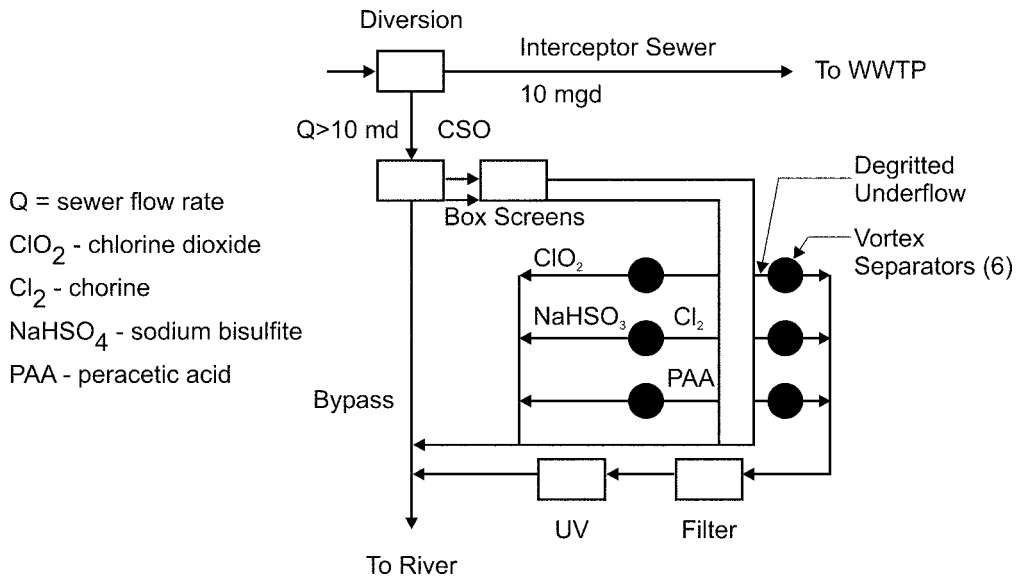 Diversion
Interceptor Sewer
To WWTP
10 mgd
Q>10 md
CSO
Degritted
Underflow
Box Screens
Q = sewer flow rate
ClO2 - chlorine dioxide
Cl2 - chorine
NaHSO4 - sodium bisulfite
PAA - peracetic acid
Vortex
Separators (6)
ClO2
NaHSO3
Cl2
PAA
Bypass
UV
Filter
To River